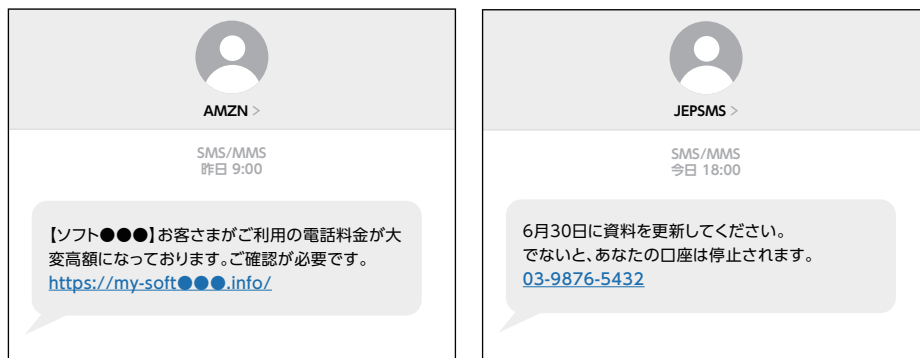 AMZN >
SMS/MMS
昨日 9:00
【ソフト●●●】お客さまがご利用の電話料金が大
変高額になっております。ご確認が必要です。
https://my-soft●●●.info/
JEPSMS >
SMS/MMS
今日 18:00
6月30日に資料を更新してください。
でないと、あなたの口座は停止されます。
03-9876-5432